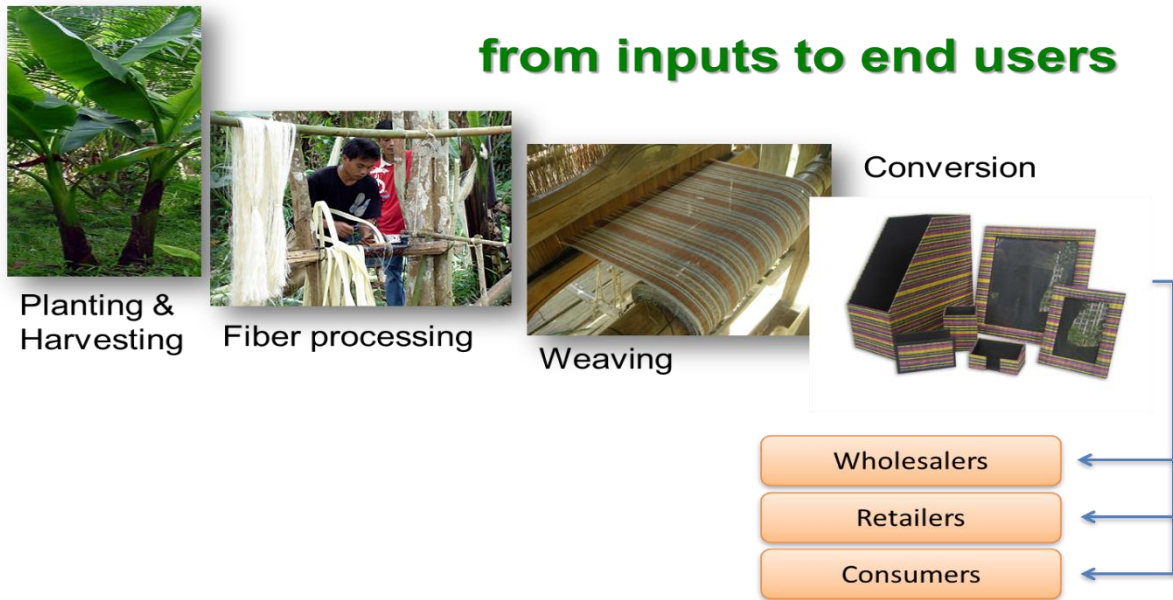 from inputs to end users
Planting &
Harvesting
Fiber processing
Weaving
Conversion
Wholesalers
Retailers
Consumers